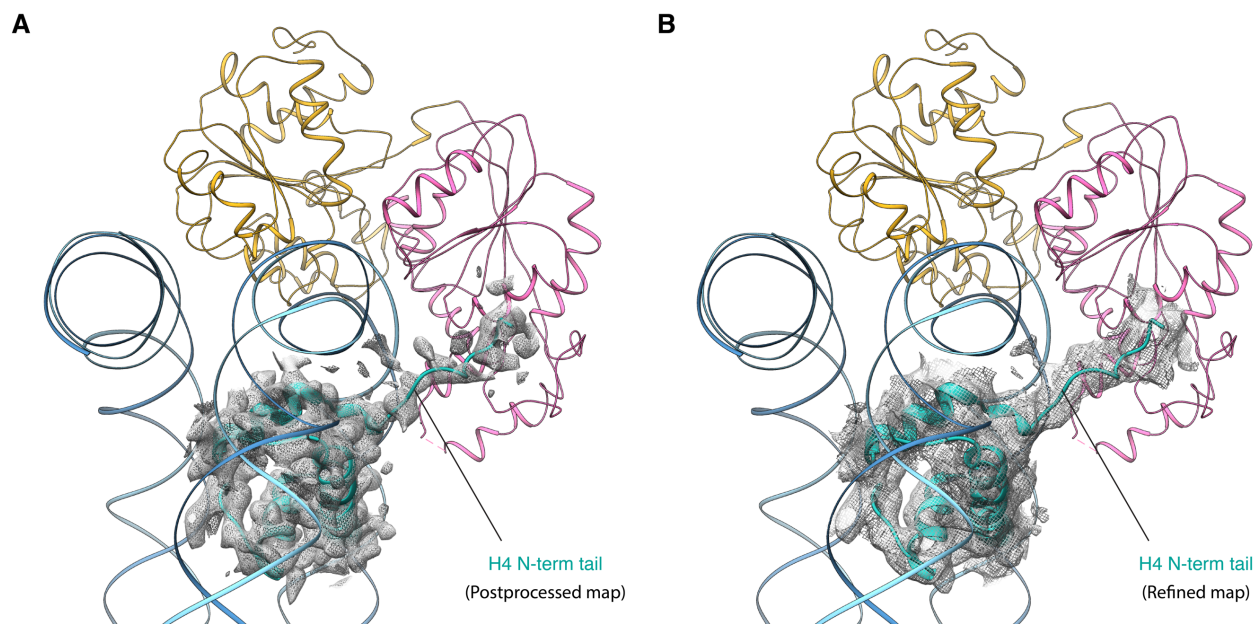 A
B
H4 N-term tail
(Postprocessed map)
H4 N-term tail
(Refined map)